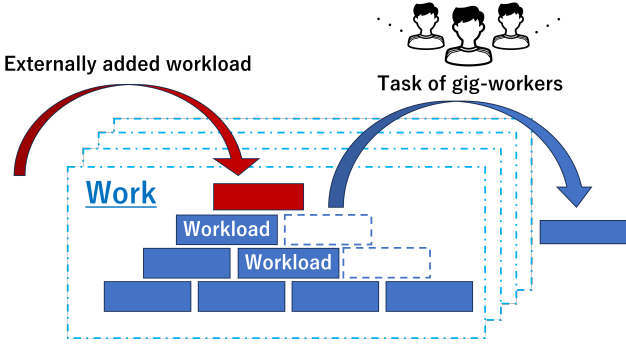 Externally added workload
Task of gig-workers
Work
Workload
Workload